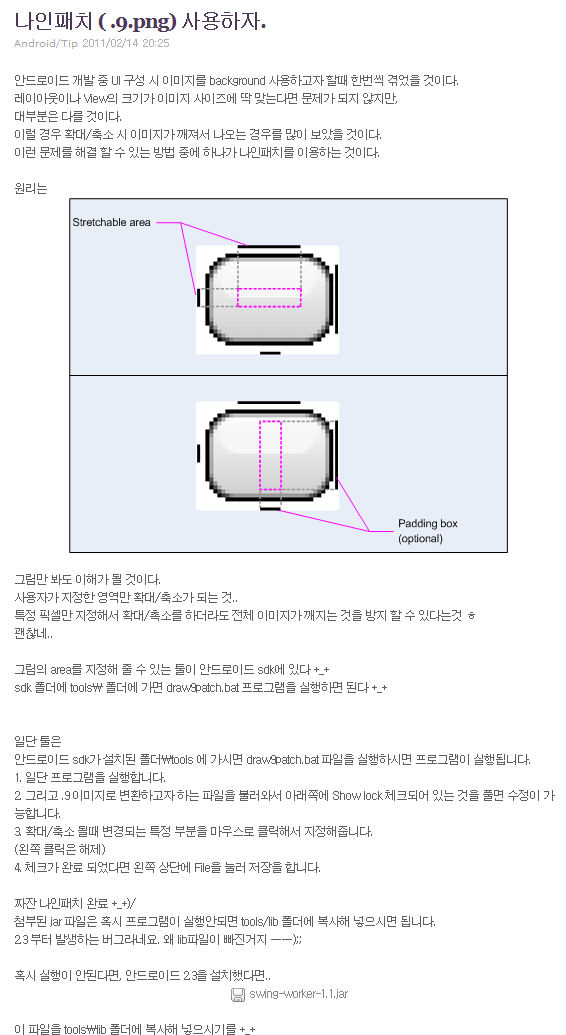 나인패치 ( .9.png) 사용하자.
Android/Tip 2011/02/14 20:25
안드로이드 개발 중 UI 구성 시 이미지를 background 사용하고자 할때 한번씩 겪었을 것이다.
레이아웃이나 View의 크기가 이미지 사이즈에 딱 맞는다면 문제가 되지 않지만,
대부분은 다를 것이다.
이럴 경우 확대/축소 시 이미지가 깨져서 나오는 경우를 많이 보았을 것이다.
이런 문제를 해결 할 수 있는 방법 중에 하나가 나인패치를 이용하는 것이다.
원리는
Stretchable area
Padding box
(optional)
그림만 봐도 이해가 될 것이다.
사용자가 지정한 영역만 확대/축소가 되는 것..
특정 픽셀만 지정해서 확대/축소를 하더라도 전체 이미지가 깨지는 것을 방지 할 수 있다는것 ㅎ
괜찮네..
그림의 area를 지정해 줄 수 있는 툴이 안드로이드 sdk에 있다 +_+
sdk 폴더에 tools\ 폴더에 가면 draw9patch.bat 프로그램을 실행하면 된다 +_+
일단 툴은
안드로이드 sdk가 설치된 폴더\tools 에 가시면 draw9patch.bat 파일을 실행하시면 프로그램이 실행됩니다.
1. 일단 프로그램을 실행합니다.
2. 그리고 .9 이미지로 변환하고자 하는 파일을 불러와서 아래쪽에 Show lock 체크되어 있는 것을 풀면 수정이 가
능합니다.
3. 확대/축소 될때 변경되는 특정 부분을 마우스로 클릭해서 지정해줍니다.
(왼쪽 클릭은 해제)
4. 체크가 완료 되었다면 왼쪽 상단에 File을 눌러 저장을 합니다.
짜잔 나인패치 완료 +_+)/
첨부된 jar 파일은 혹시 프로그램이 실행안되면 tools/lib 폴더에 복사해 넣으시면 됩니다.
2.3 부터 발생하는 버그라네요. 왜 lib파일이 빠진거지 ㅡㅡ);;
혹시 실행이 안된다면, 안드로이드 2.3을 설치했다면..
swing-worker-1.1.jar
이 파일을 tools\lib 폴더에 복사해 넣으시기를 +_+